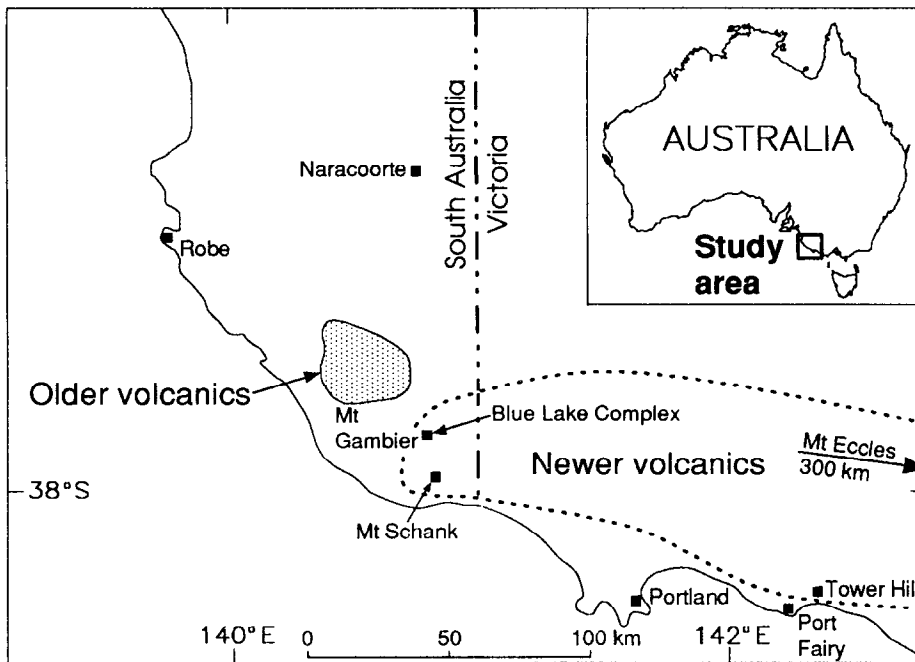 Naracoorte
South Australia
Victoria
AUSTRALIA
Study
area
Robe
Older volcanics
Mt
Gambier
Blue Lake Complex
Newer volcanics
Mt Eccles
300 km
38°S
Mt Schank
Portland
Tower Hil
Port
Fairy
140°E
0 50 100 km
142°E